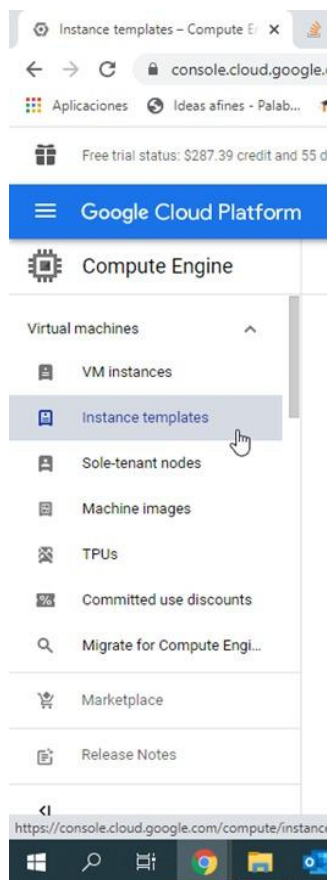 Instance templates – Compute E
console.cloud.google.
Aplicaciones Ideas afines - Palab...
Free trial status: $287.39 credit and 55 d
Google Cloud Platform
Compute Engine
Virtual machines
VM instances
Instance templates
Sole-tenant nodes
Machine images
TPUs
Committed use discounts
Migrate for Compute Engi...
Marketplace
Release Notes
https://console.cloud.google.com/compute/instance